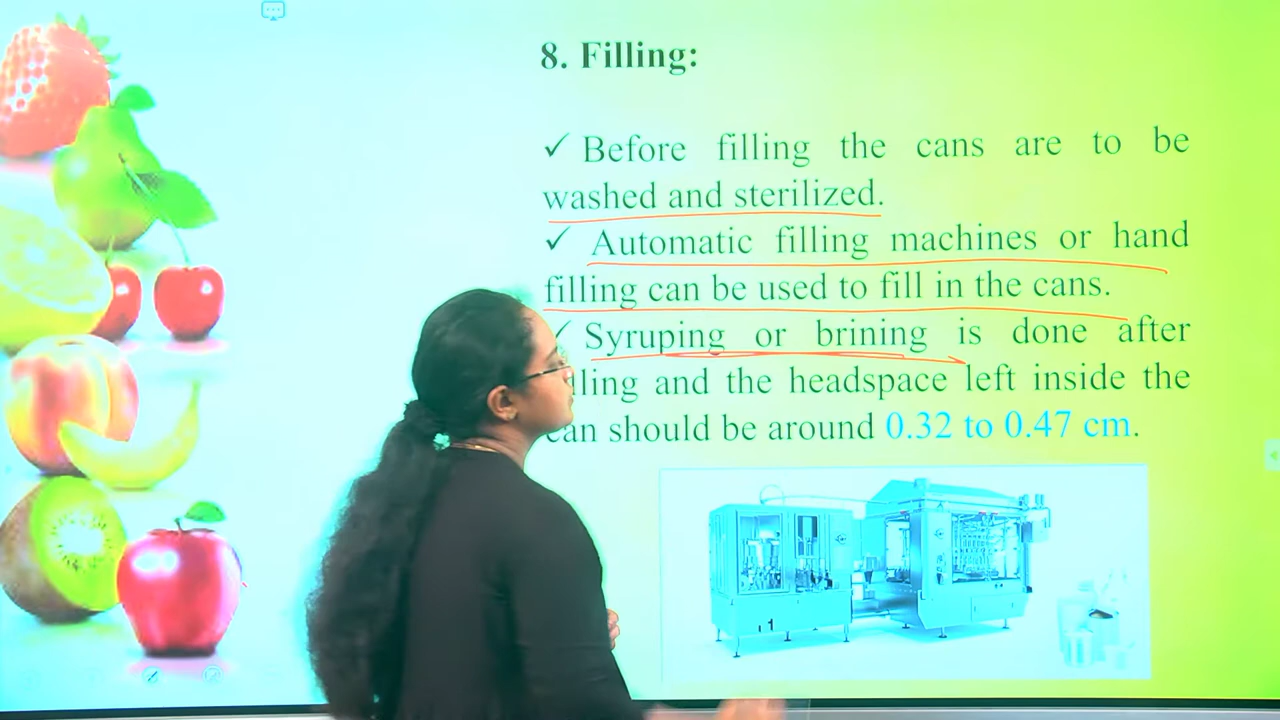 8. Filling:
✓ Before filling the cans are to be
washed and sterilized.
✓ Automatic filling machines or hand
filling can be used to fill in the cans.
✓ Syruping or brining is done after
lling and the headspace left inside the
can should be around 0.32 to 0.47 cm.